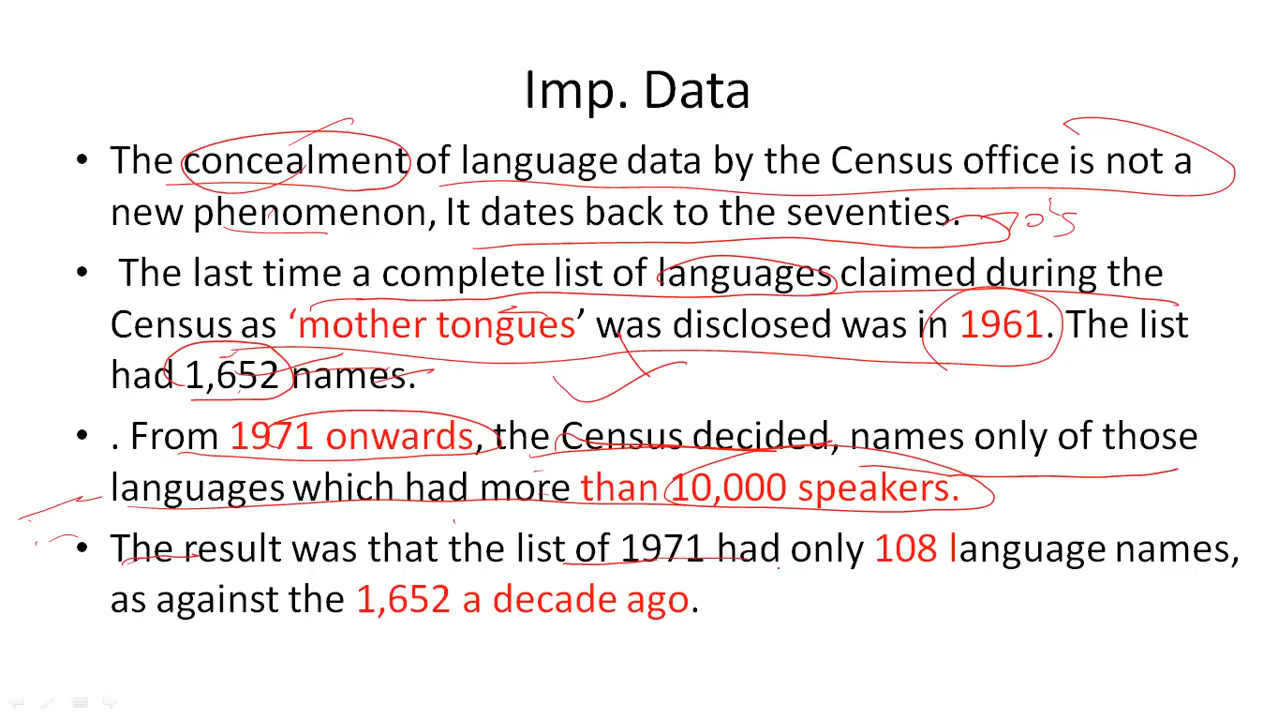 Imp. Data
• The concealment of language data by the Census office is not a
new phenomenon, It dates back to the seventies. 70's
• The last time a complete list of languages claimed during the
Census as ‘mother tongues’ was disclosed was in 1961. The list
had 1,652 names.
• . From 1971 onwards, the Census decided, names only of those
languages which had more than 10,000 speakers.
• The result was that the list of 1971 had only 108 language names,
as against the 1,652 a decade ago.